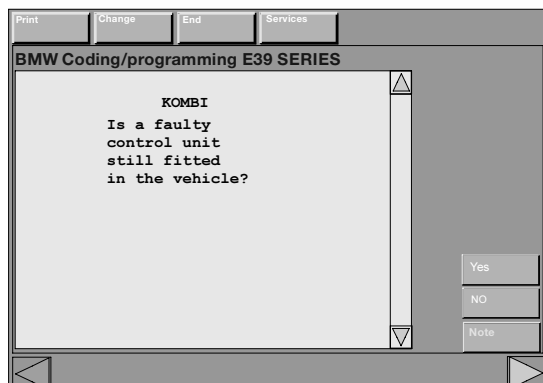 Print Change End Services
BMW Coding/programming E39 SERIES
KOMBI
Is a faulty
control unit
still fitted
in the vehicle?
Yes
NO
Note